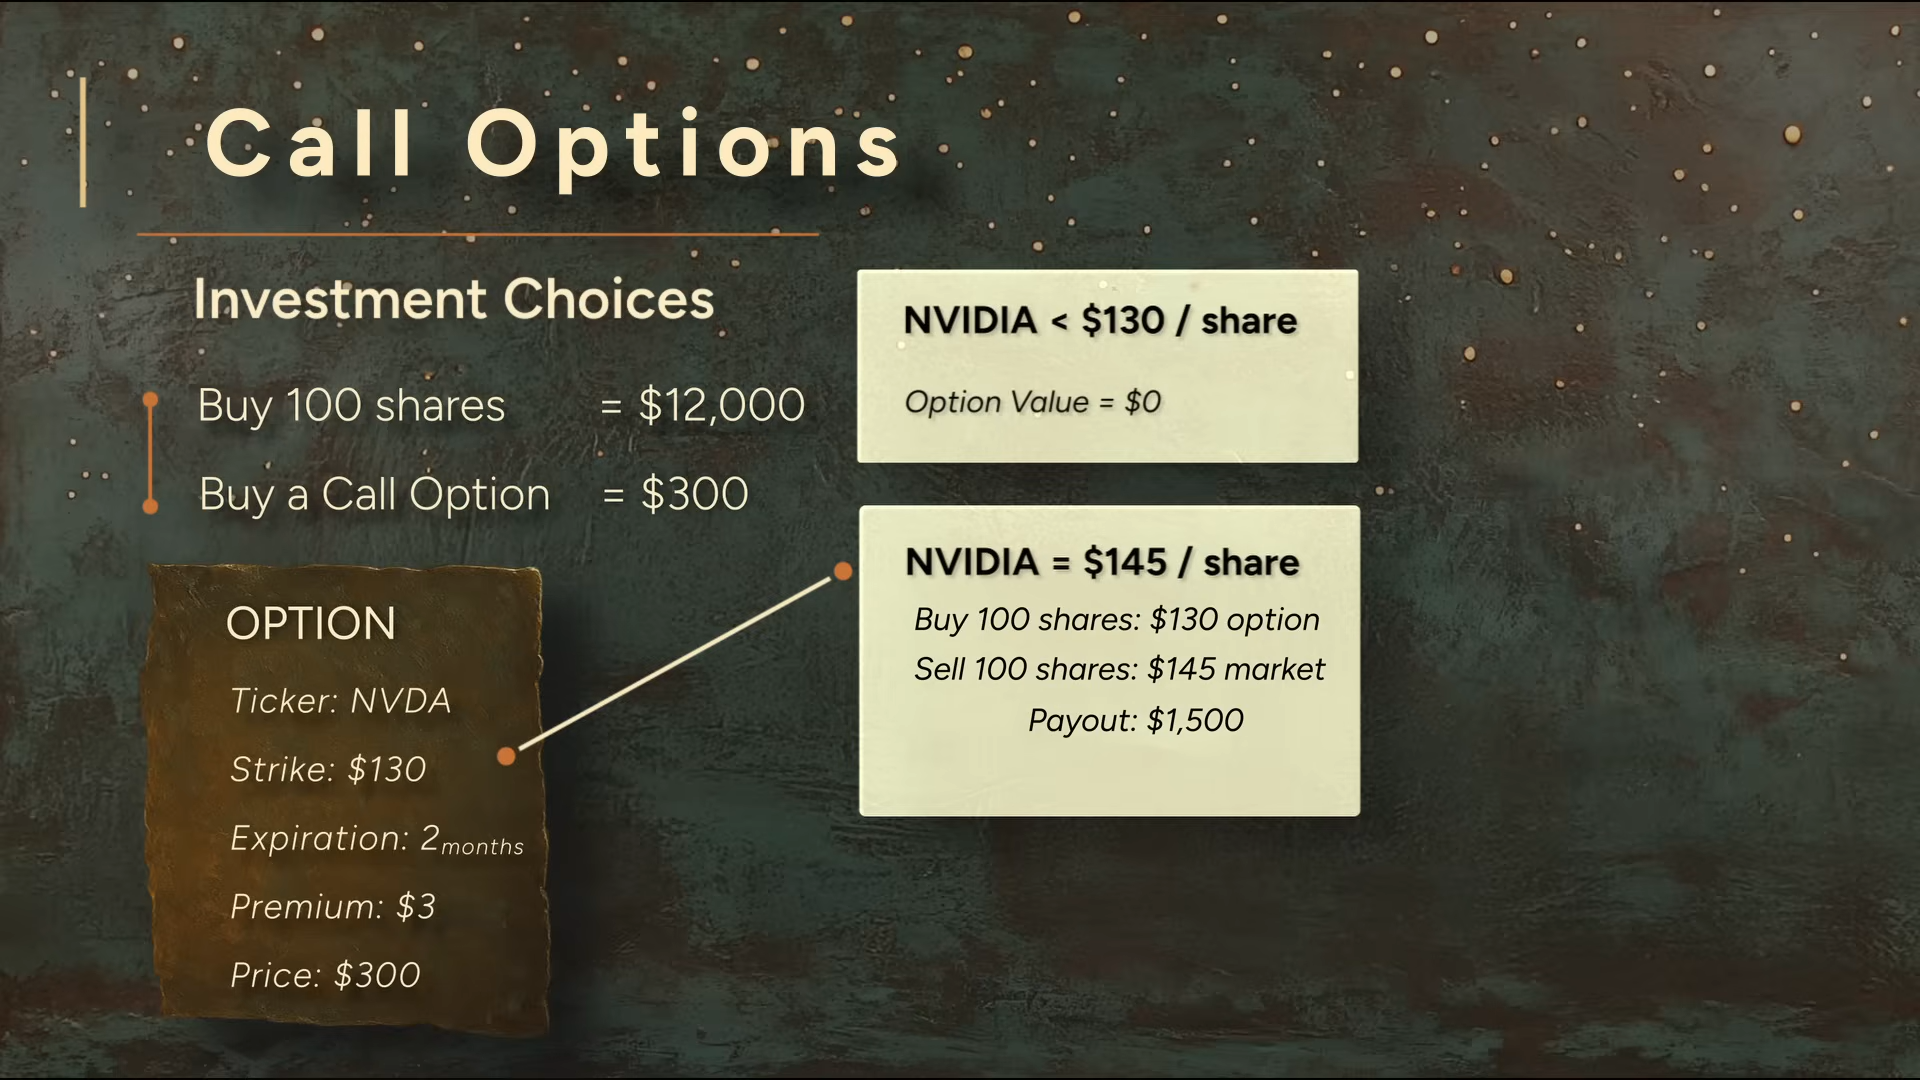 Call Options
Investment Choices
Buy 100 shares = $12,000
Buy a Call Option = $300
OPTION
Ticker: NVDA
Strike: $130
Expiration: 2 months
Premium: $3
Price: $300
NVIDIA < $130 / share
Option Value = $0
NVIDIA = $145 / share
Buy 100 shares: $130 option
Sell 100 shares: $145 market
Payout: $1,500